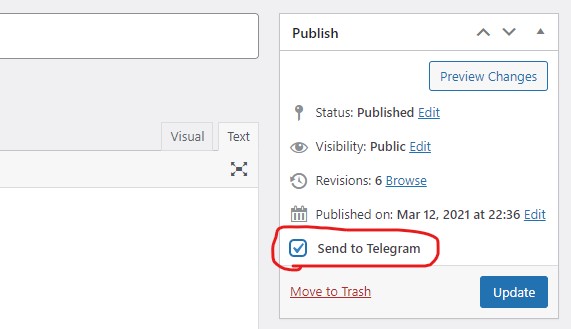 Publish
Preview Changes
Status: Published Edit
Visibility: Public Edit
Visual Text
Revisions: 6 Browse
Published on: Mar 12, 2021 at 22:36 Edit
Send to Telegram
Move to Trash Update